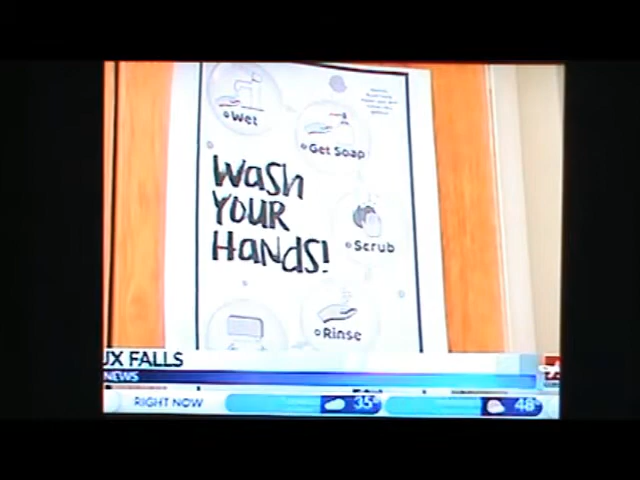 Wet
Get Soap
Wash
Your
Hands!
Scrub
Rinse
UX FALLS
NEWS
RIGHT NOW
35°
48°